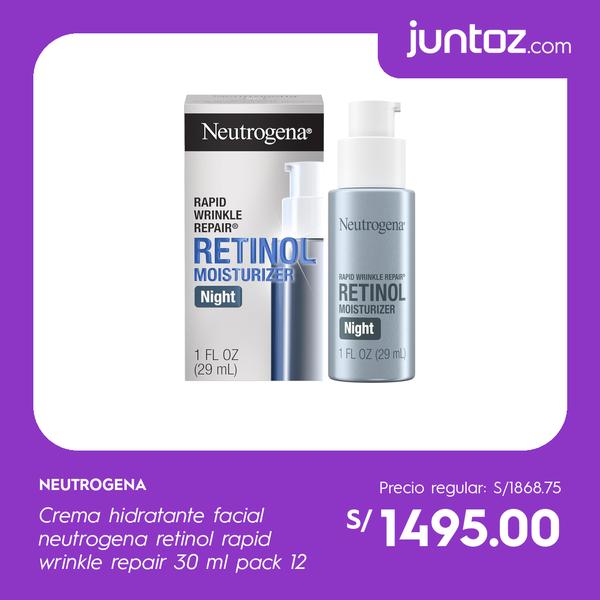 juntoz.com
Neutrogena®
RAPID
WRINKLE
REPAIR®
RETINOL
MOISTURIZER
Night
1 FL OZ
(29 mL)
Neutrogena®
RAPID WRINKLE REPAIR®
RETINOL
MOISTURIZER
Night
1 FL OZ (29 mL)
NEUTROGENA
Crema hidratante facial
neutrogena retinol rapid
wrinkle repair 30 ml pack 12
Precio regular: S/1868.75
S/ 1495.00